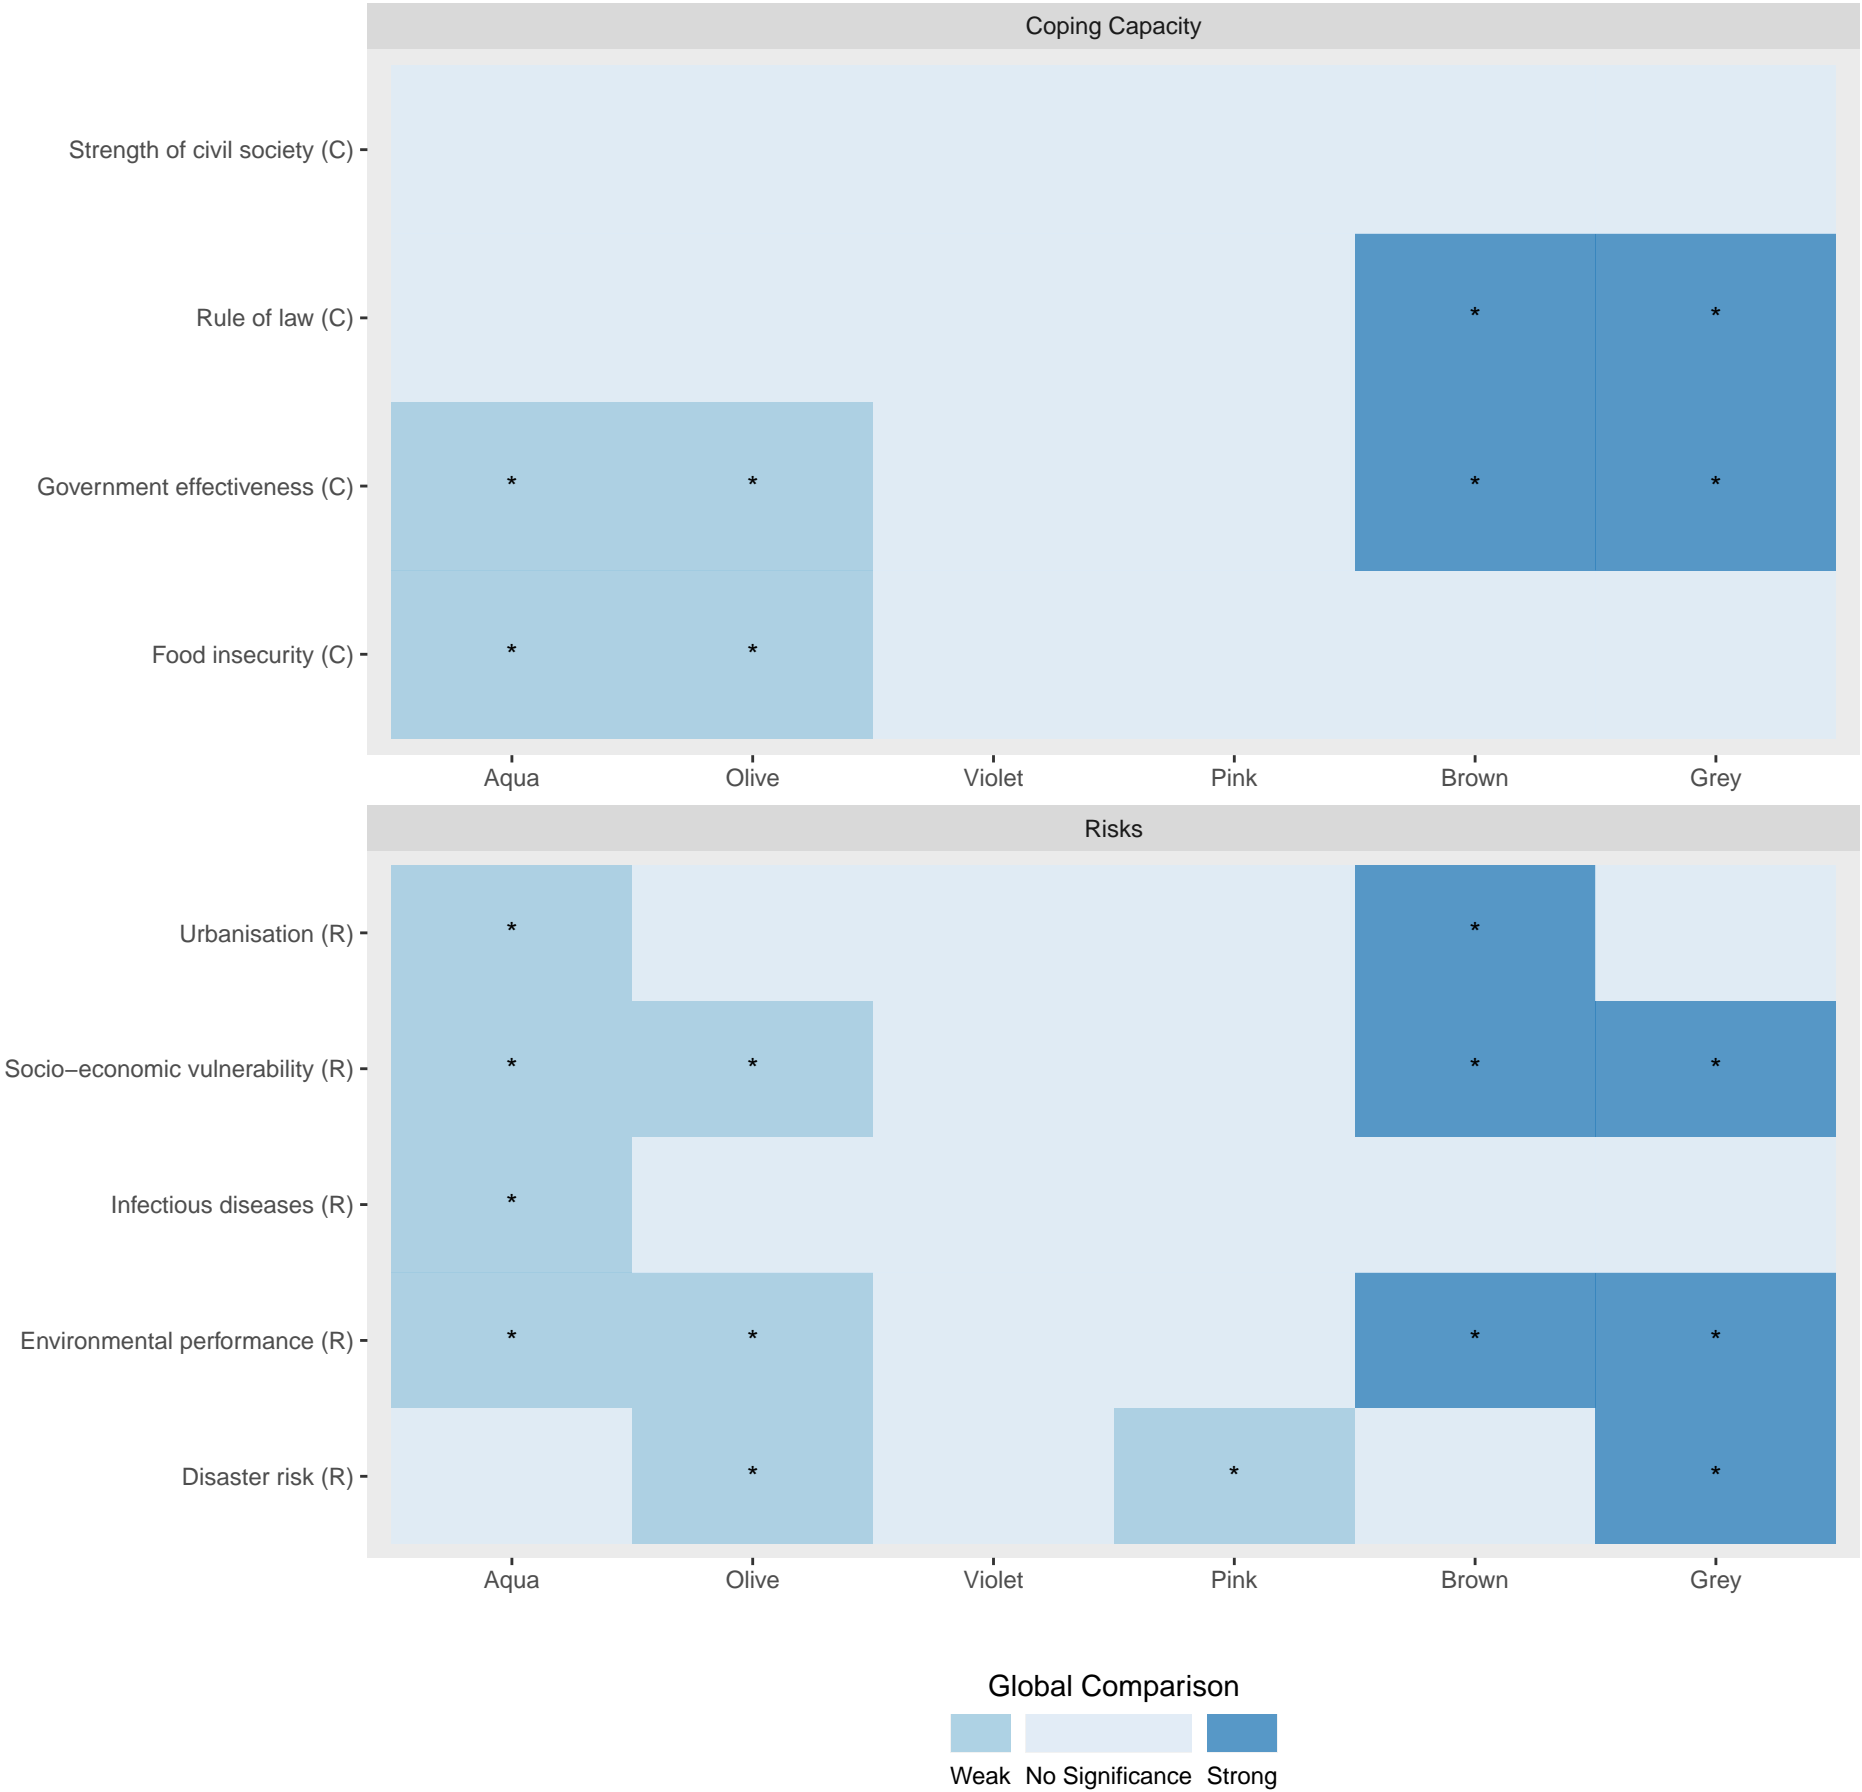 Coping Capacity
Strength of civil society (C)
Rule of law (C)
* *
Government effectiveness (C)
* * * *
Food insecurity (C)
* *
Aqua Olive Violet Pink Brown Grey
Risks
Urbanisation (R)
* *
Socio−economic vulnerability (R)
* * * *
Infectious diseases (R)
*
Environmental performance (R)
* * * *
Disaster risk (R)
* * *
Aqua Olive Violet Pink Brown Grey
Global Comparison
Weak No Significance Strong